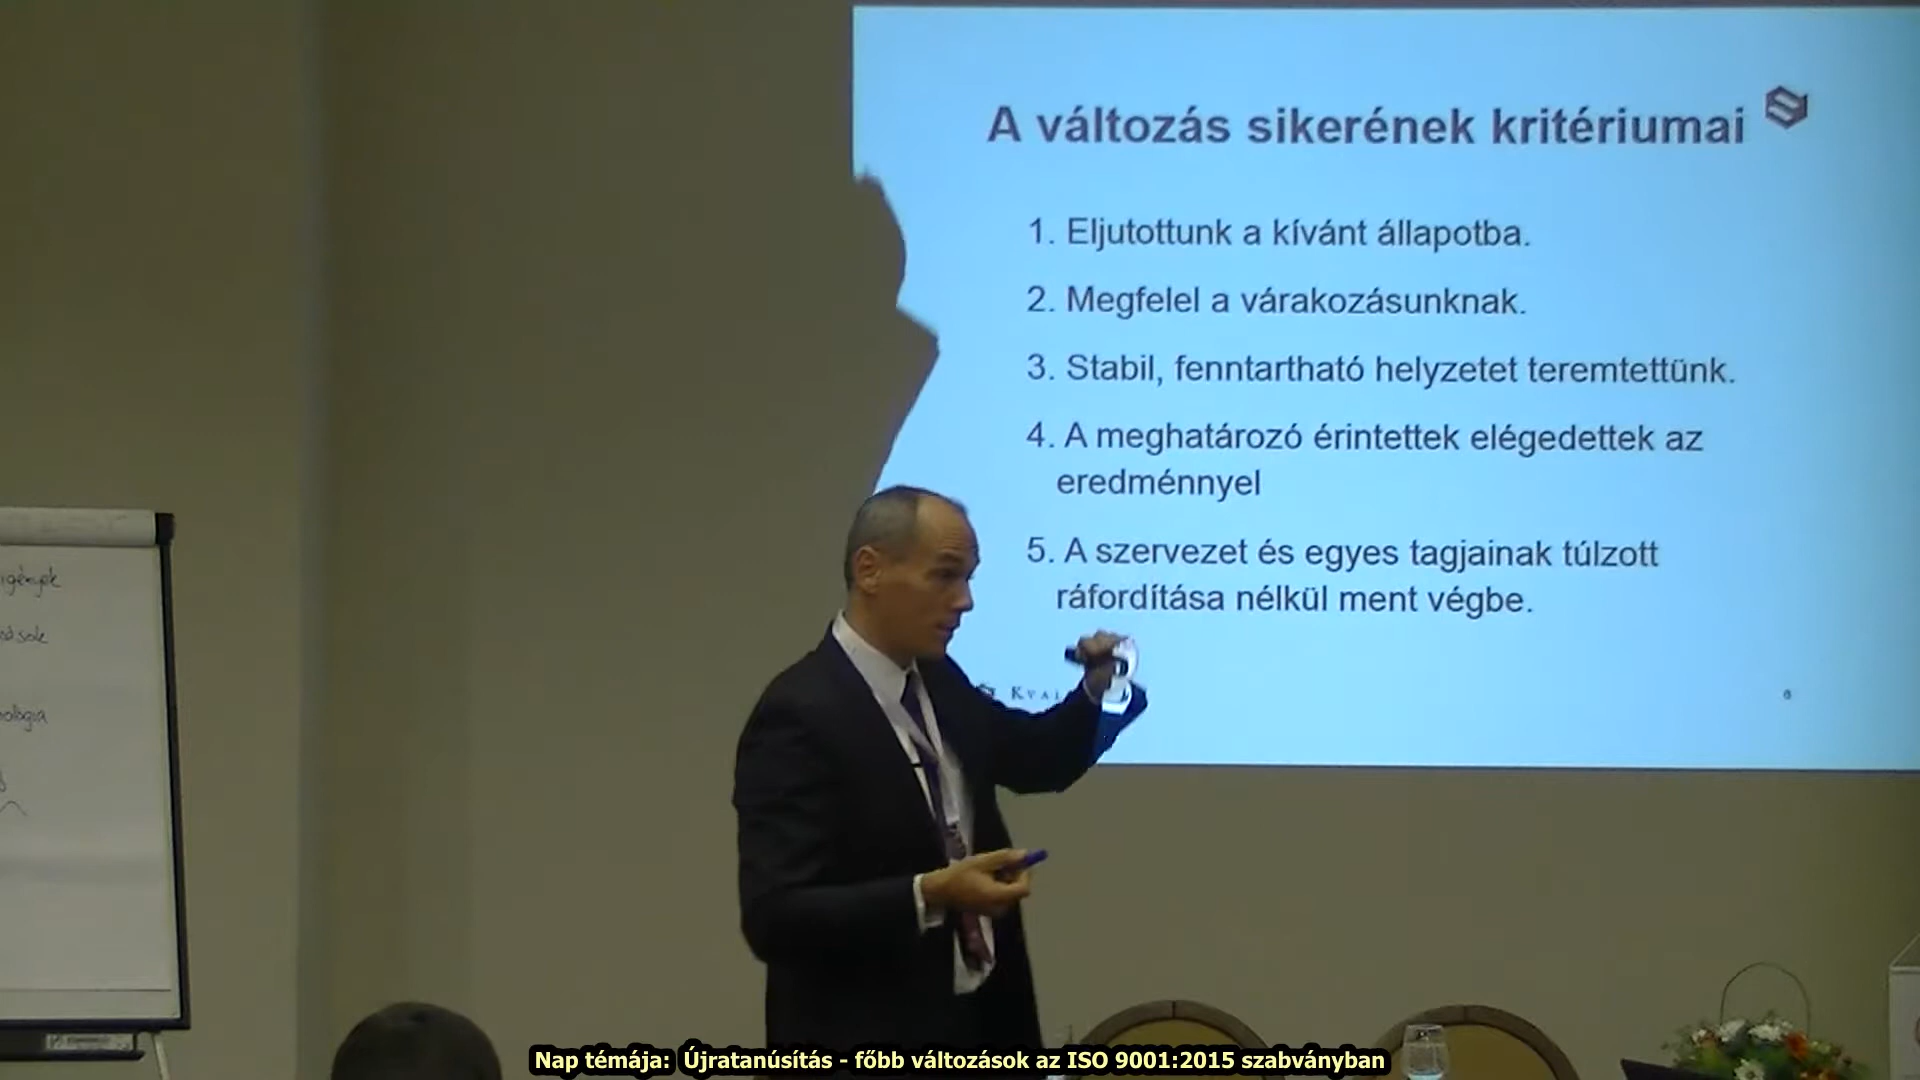 A változás sikerének kritériumai
1. Eljutottunk a kívánt állapotba.
2. Megfelel a várakozásunknak.
3. Stabil, fenntartható helyzetet teremtettünk.
4. A meghatározó érintettek elégedettek az
eredménnyel
5. A szervezet és egyes tagjainak túlzott
ráfordítása nélkül ment végbe.
6
igények
Nap témája: Újratanúsítás - főbb változások az ISO 9001:2015 szabványban